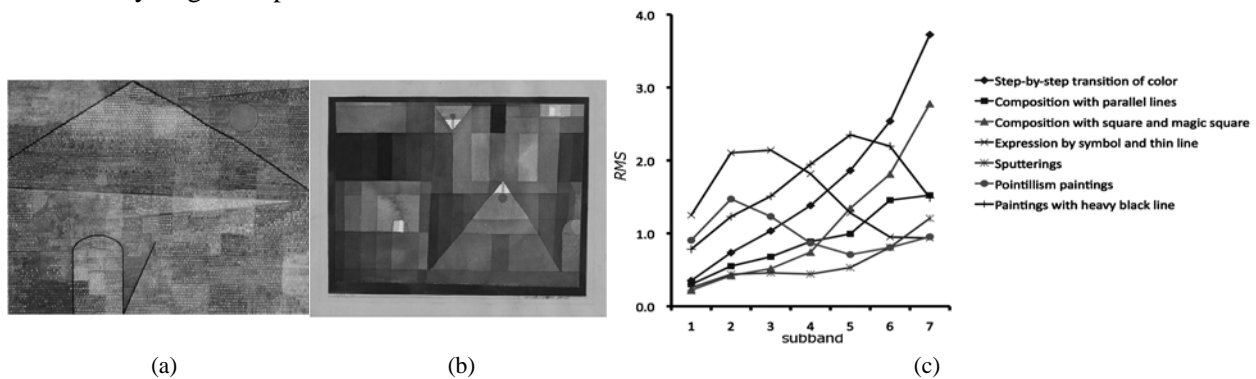 4.0
3.0
2.0
1.0
0.0
RMS
1 2 3 4 5 6 7
subband
Step-by-step transition of color
Composition with parallel lines
Composition with square and magic square
Expression by symbol and thin line
Sputterings
Pointillism paintings
Paintings with heavy black line
(a) (b) (c)